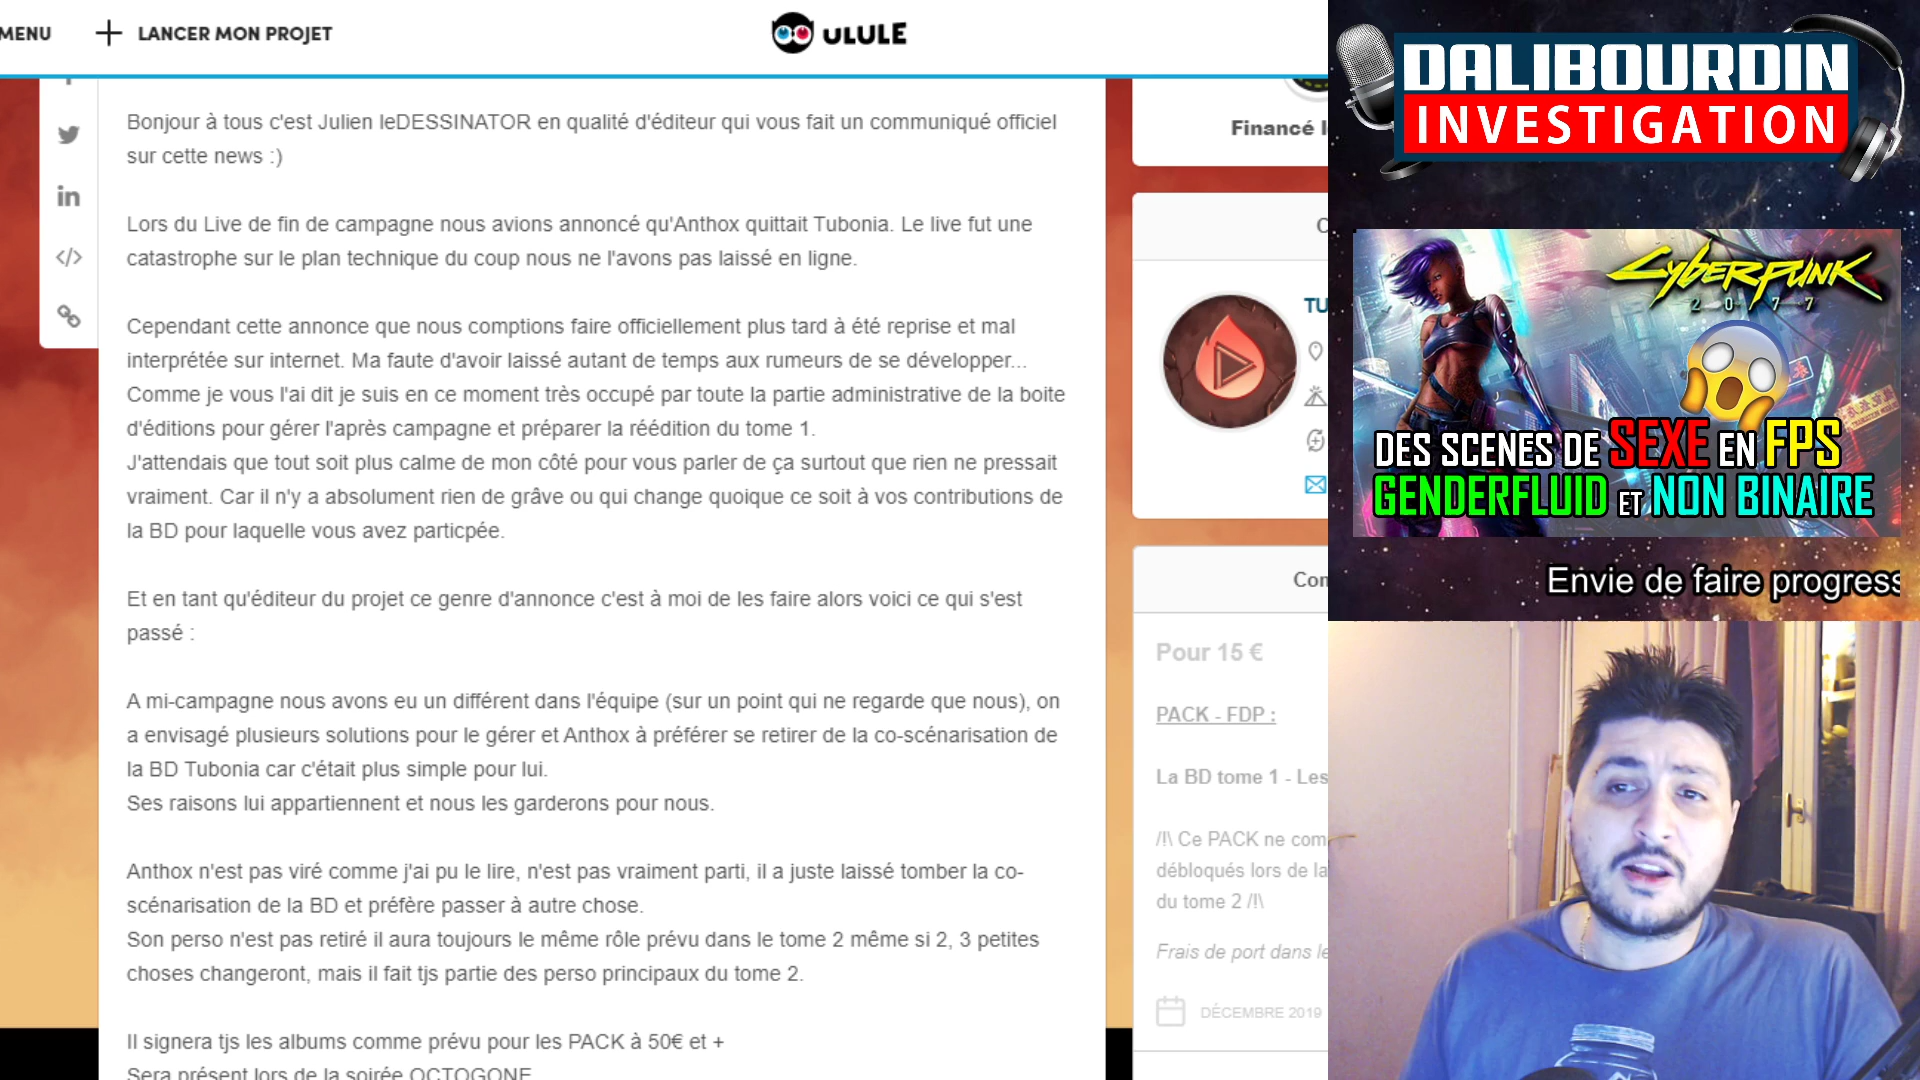 MENU
LANCER MON PROJET
ULULE
Bonjour à tous c'est Julien leDESSINATOR en qualité d'éditeur qui vous fait un communiqué officiel
sur cette news :)
Lors du Live de fin de campagne nous avions annoncé qu'Anthox quittait Tubonia. Le live fut une
catastrophe sur le plan technique du coup nous ne l'avons pas laissé en ligne.
Cependant cette annonce que nous comptions faire officiellement plus tard à été reprise et mal
interprétée sur internet. Ma faute d'avoir laissé autant de temps aux rumeurs de se développer...
Comme je vous l'ai dit je suis en ce moment très occupé par toute la partie administrative de la boite
d'éditions pour gérer l'après campagne et préparer la réédition du tome 1.
J'attendais que tout soit plus calme de mon côté pour vous parler de ça surtout que rien ne pressait
vraiment. Car il n'y a absolument rien de grâve ou qui change quoique ce soit à vos contributions de
la BD pour laquelle vous avez particpée.
Et en tant qu'éditeur du projet ce genre d'annonce c'est à moi de les faire alors voici ce qui s'est
passé :
A mi-campagne nous avons eu un différent dans l'équipe (sur un point qui ne regarde que nous), on
a envisagé plusieurs solutions pour le gérer et Anthox à préférer se retirer de la co-scénarisation de
la BD Tubonia car c'était plus simple pour lui.
Ses raisons lui appartiennent et nous les garderons pour nous.
Anthox n'est pas viré comme j'ai pu le lire, n'est pas vraiment parti, il a juste laissé tomber la co-
scénarisation de la BD et préfère passer à autre chose.
Son perso n'est pas retiré il aura toujours le même rôle prévu dans le tome 2 même si 2, 3 petites
choses changeront, mais il fait tjs partie des perso principaux du tome 2.
Il signera tjs les albums comme prévu pour les PACK à 50€ et +
Sera présent lors de la soirée OCTOGONE
Financé l
C
TU
Con
Pour 15 €
PACK - FDP :
La BD tome 1 - Les
/!\ Ce PACK ne com
débloqués lors de la
du tome 2 /!\
Frais de port dans le
DÉCEMBRE 2019
DALIBOURDIN
INVESTIGATION
CYBERPUNK
2077
DES SCENES DE SEXE EN FPS
GENDERFLUID ET NON BINAIRE
Envie de faire progress